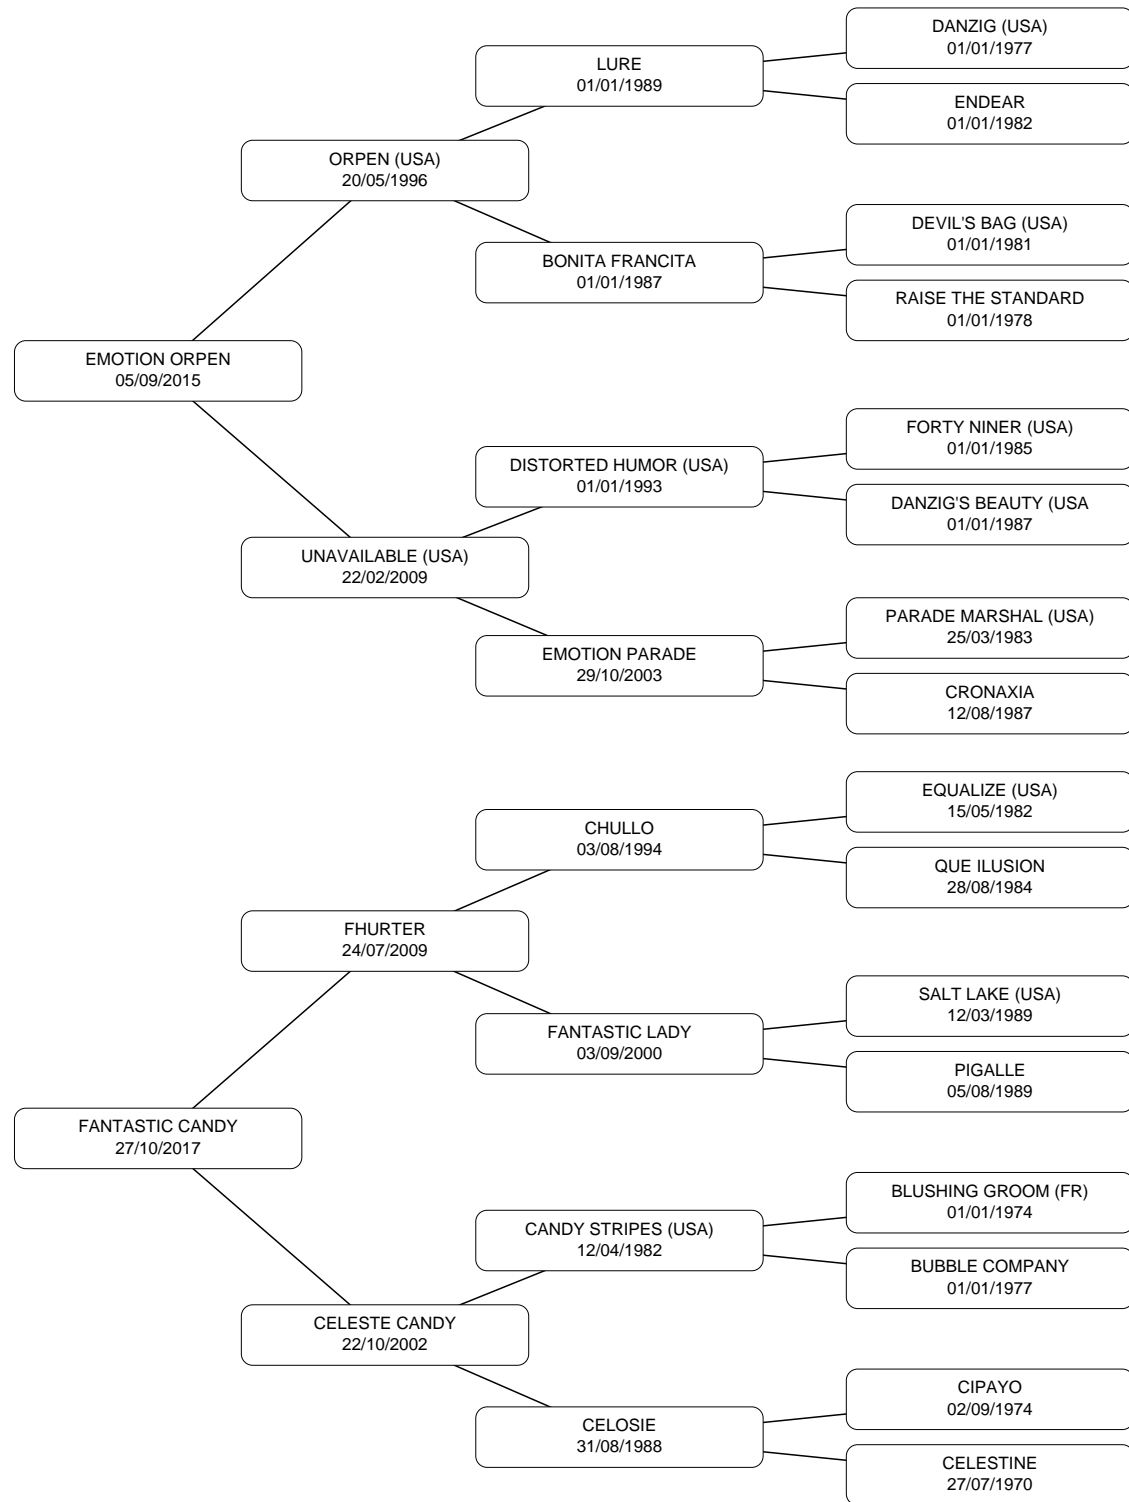 DANZIG (USA)
01/01/1977
LURE
01/01/1989
ENDEAR
01/01/1982
ORPEN (USA)
20/05/1996
DEVIL'S BAG (USA)
01/01/1981
BONITA FRANCITA
01/01/1987
RAISE THE STANDARD
01/01/1978
EMOTION ORPEN
05/09/2015
FORTY NINER (USA)
01/01/1985
DISTORTED HUMOR (USA)
01/01/1993
DANZIG'S BEAUTY (USA
01/01/1987
UNAVAILABLE (USA)
22/02/2009
PARADE MARSHAL (USA)
25/03/1983
EMOTION PARADE
29/10/2003
CRONAXIA
12/08/1987
EQUALIZE (USA)
15/05/1982
CHULLO
03/08/1994
QUE ILUSION
28/08/1984
FHURTER
24/07/2009
SALT LAKE (USA)
12/03/1989
FANTASTIC LADY
03/09/2000
PIGALLE
05/08/1989
FANTASTIC CANDY
27/10/2017
BLUSHING GROOM (FR)
01/01/1974
CANDY STRIPES (USA)
12/04/1982
BUBBLE COMPANY
01/01/1977
CELESTE CANDY
22/10/2002
CIPAYO
02/09/1974
CELOSIE
31/08/1988
CELESTINE
27/07/1970